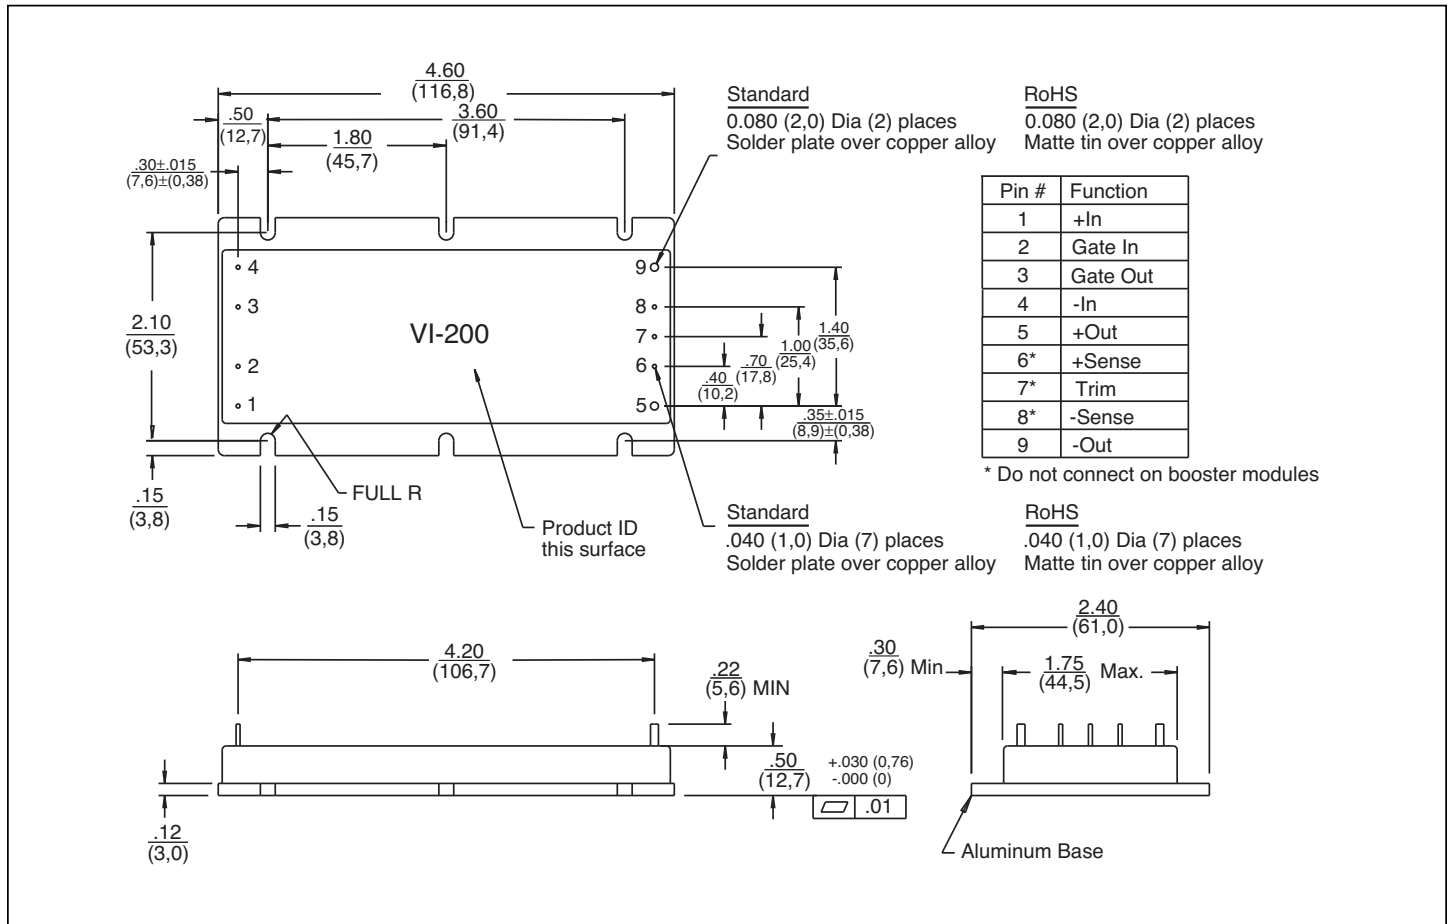 4.60
(116,8)
.50
(12,7)
3.60
(91,4)
1.80
(45,7)
.30±.015
(7,6)±(0,38)
Standard
0.080 (2,0) Dia (2) places
Solder plate over copper alloy
RoHS
0.080 (2,0) Dia (2) places
Matte tin over copper alloy
Pin # Function
1 +In
2 Gate In
3 Gate Out
4 -In
5 +Out
6* +Sense
7* Trim
8* -Sense
9 -Out
* Do not connect on booster modules
4
3
2
1
VI-200
9
8
7
6
5
2.10
(53,3)
1.40
(35,6)
1.00
(25,4)
.70
(17,8)
.40
(10,2)
.35±.015
(8,9)±(0,38)
.15
(3,8)
.15
(3,8)
FULL R
Product ID
this surface
Standard
.040 (1,0) Dia (7) places
Solder plate over copper alloy
RoHS
.040 (1,0) Dia (7) places
Matte tin over copper alloy
4.20
(106,7)
.22
(5,6) MIN
.50
(12,7)
+.030 (0,76)
-.000 (0)
.01
.12
(3,0)
2.40
(61,0)
.30
(7,6) Min
1.75
(44,5) Max.
Aluminum Base